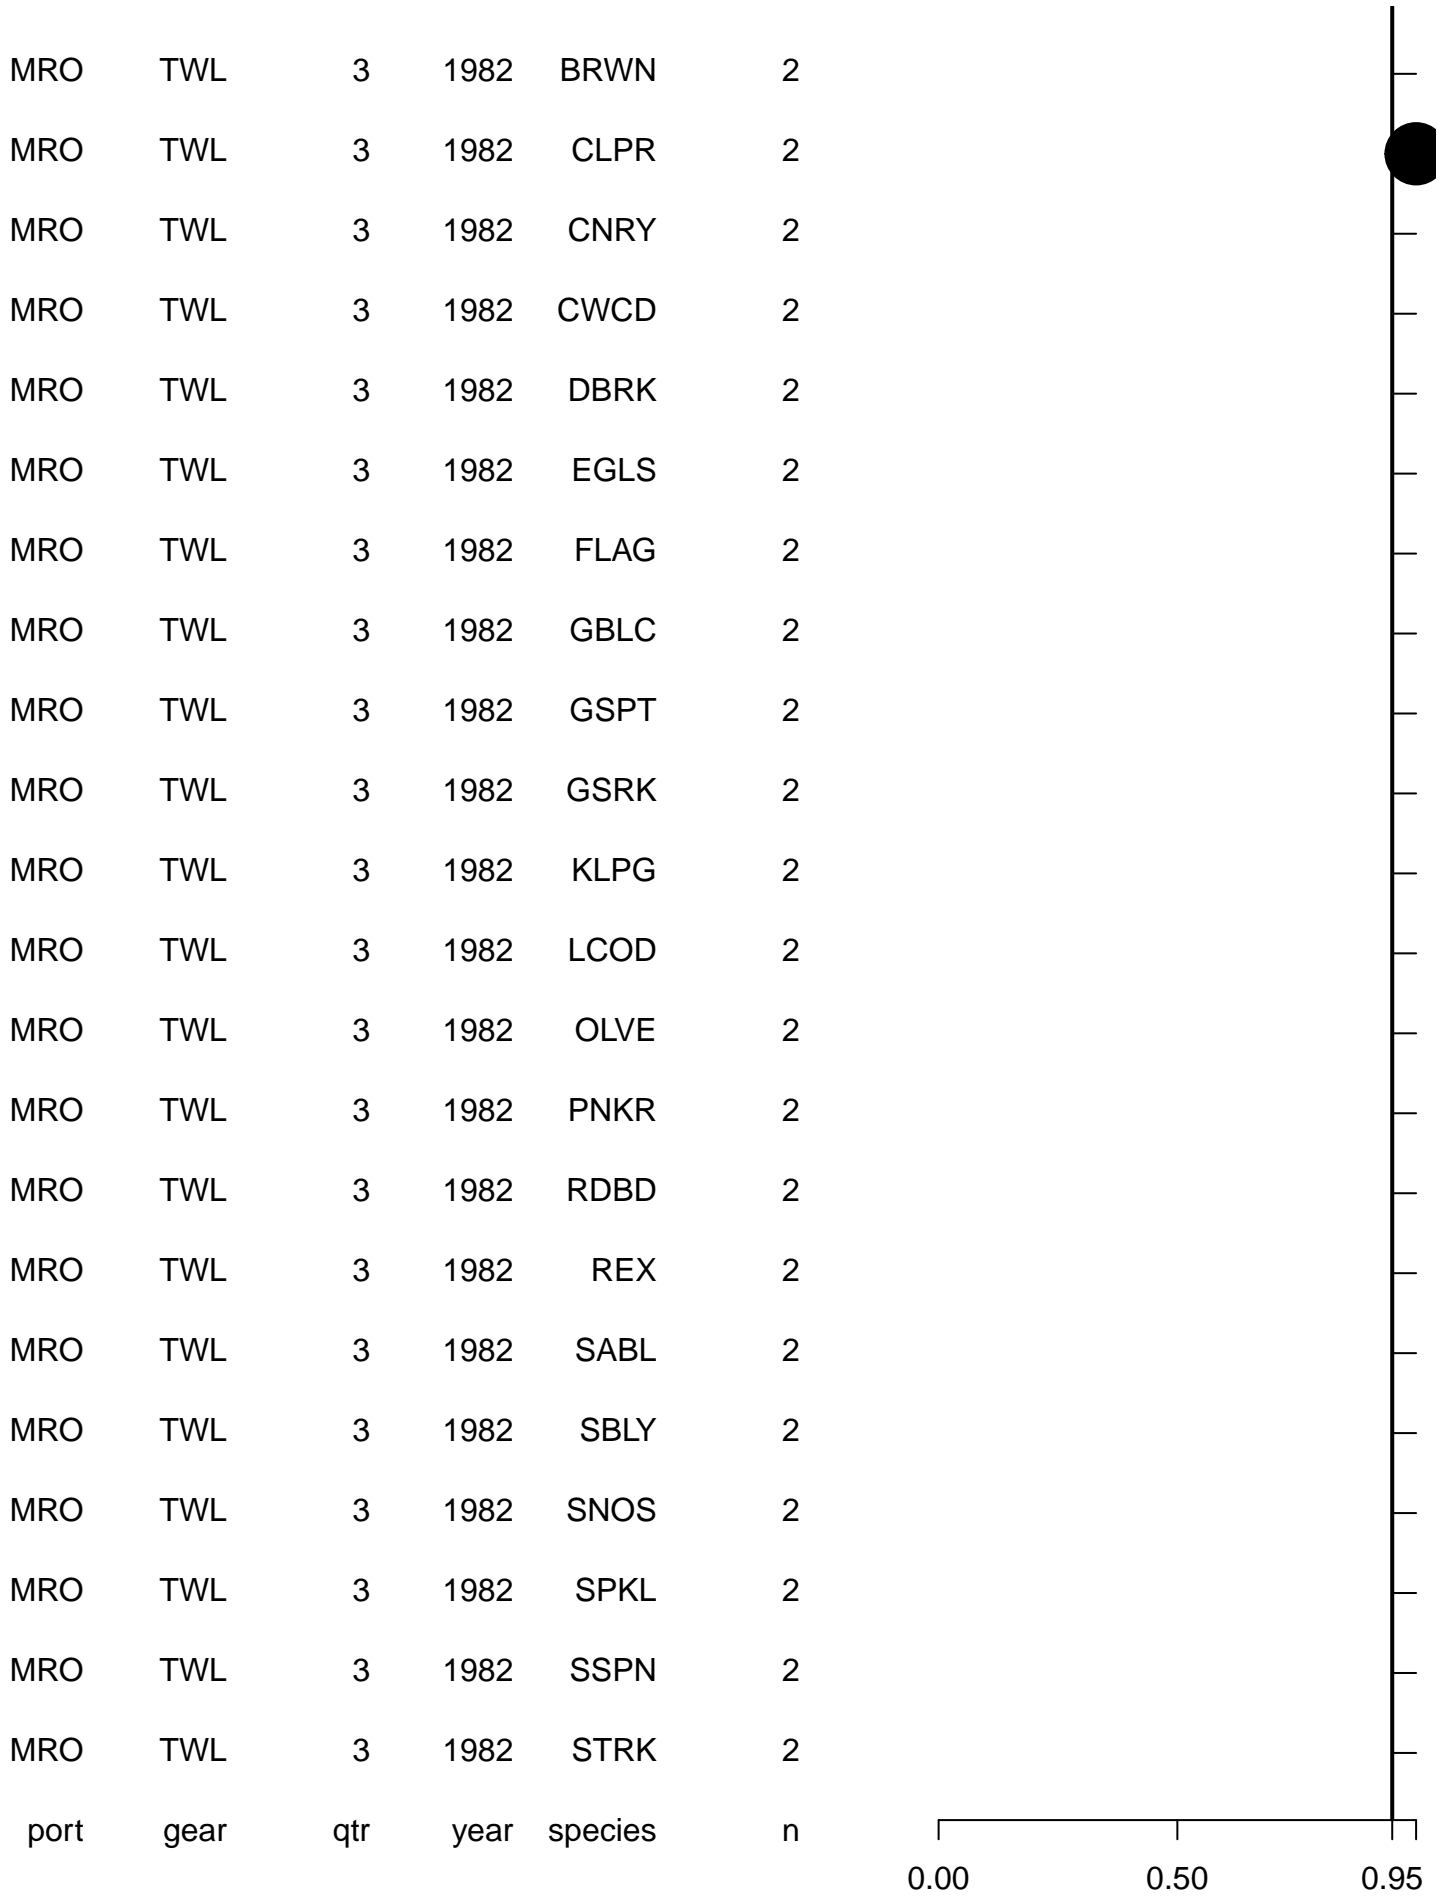 MRO TWL 3 1982 BRWN 2
MRO TWL 3 1982 CLPR 2
MRO TWL 3 1982 CNRY 2
MRO TWL 3 1982 CWCD 2
MRO TWL 3 1982 DBRK 2
MRO TWL 3 1982 EGLS 2
MRO TWL 3 1982 FLAG 2
MRO TWL 3 1982 GBLC 2
MRO TWL 3 1982 GSPT 2
MRO TWL 3 1982 GSRK 2
MRO TWL 3 1982 KLPG 2
MRO TWL 3 1982 LCOD 2
MRO TWL 3 1982 OLVE 2
MRO TWL 3 1982 PNKR 2
MRO TWL 3 1982 RDBD 2
MRO TWL 3 1982 REX 2
MRO TWL 3 1982 SABL 2
MRO TWL 3 1982 SBLY 2
MRO TWL 3 1982 SNOS 2
MRO TWL 3 1982 SPKL 2
MRO TWL 3 1982 SSPN 2
MRO TWL 3 1982 STRK 2
port gear qtr year species n
0.00 0.50 0.95